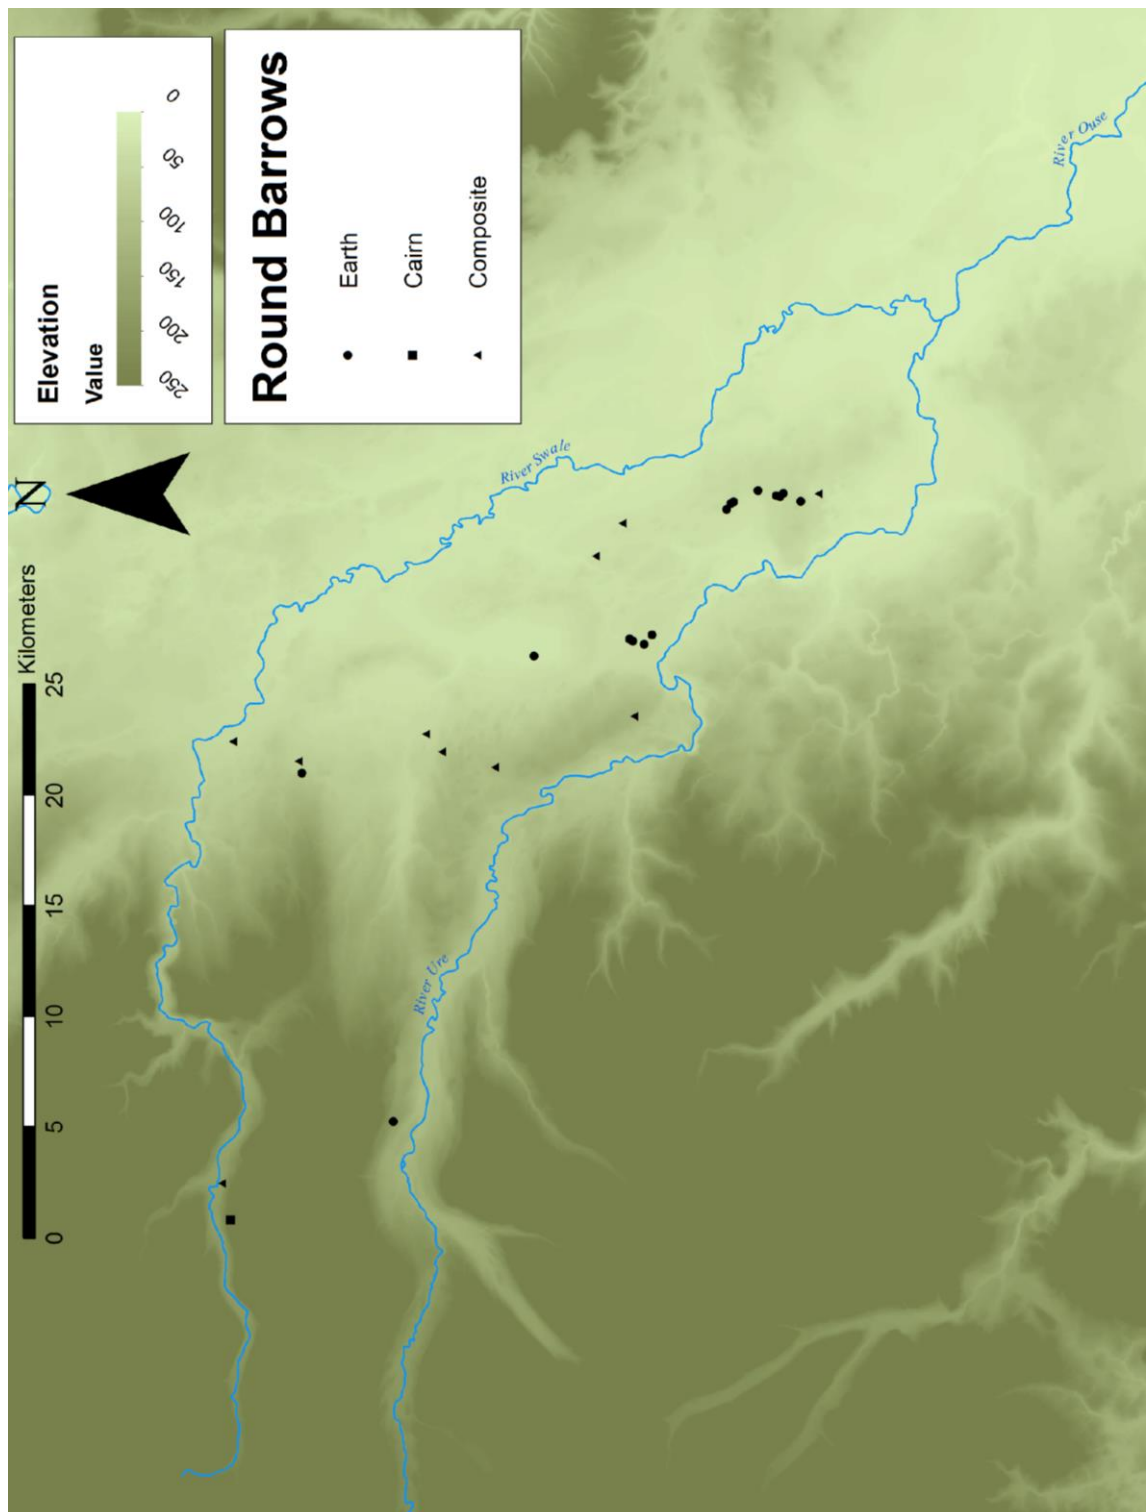 N
Kilometers
0 5 10 15 20 25
Elevation
Value
250 200 150 100 50 0
Round Barrows
Earth
Cairn
Composite
River Swale
River Ure
River Ouse